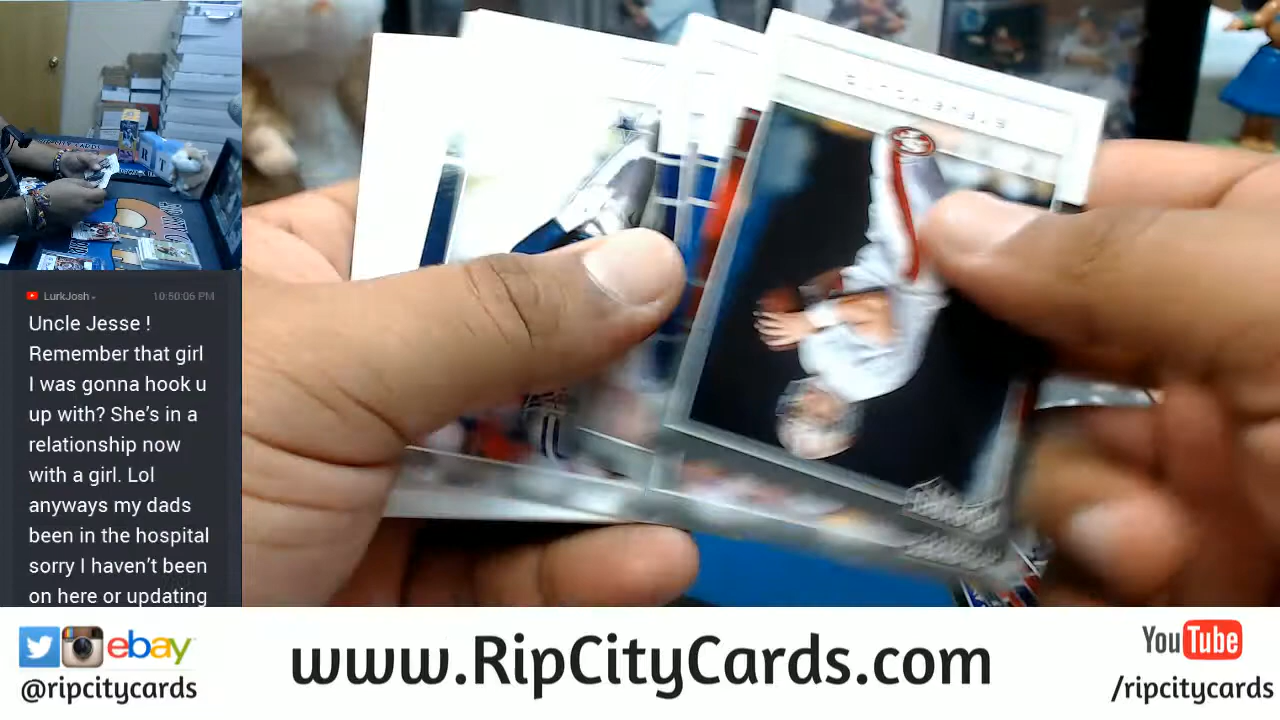 LurkJosh
10:50:06 PM
Uncle Jesse !
Remember that girl
I was gonna hook u
up with? She's in a
relationship now
with a girl. Lol
anyways my dads
been in the hospital
sorry I haven't been
on here or updating
ebay
@ripcitycards
www.RipCityCards.com
YouTube
/ripcitycards